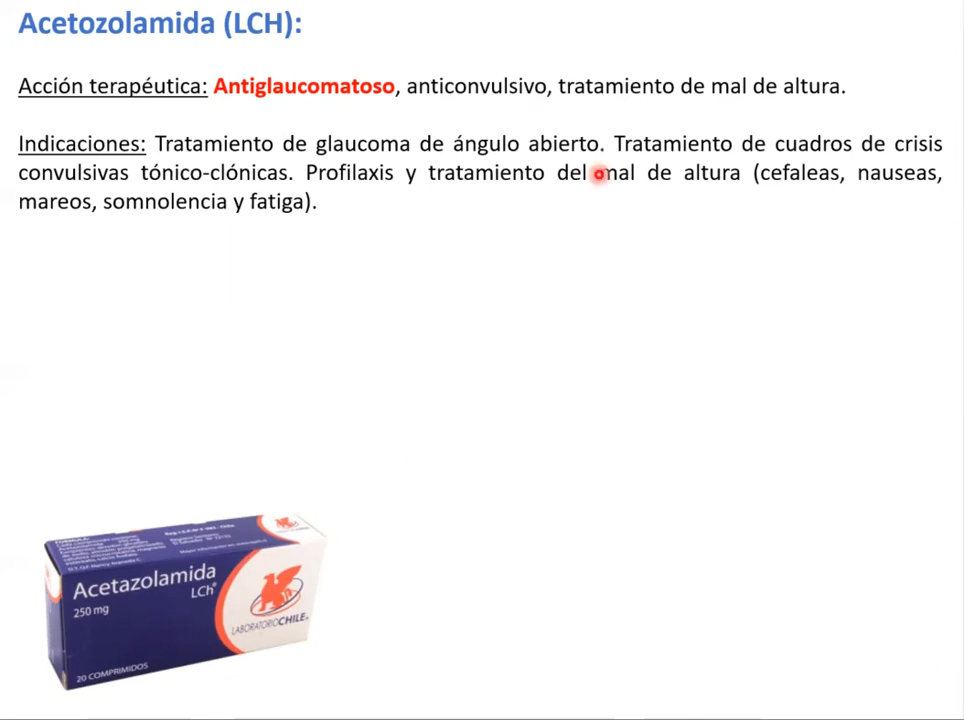 Acetozolamida (LCH):
Acción terapéutica: Antiglaucomatoso, anticonvulsivo, tratamiento de mal de altura.
Indicaciones: Tratamiento de glaucoma de ángulo abierto. Tratamiento de cuadros de crisis
convulsivas tónico-clónicas. Profilaxis y tratamiento del mal de altura (cefaleas, nauseas,
mareos, somnolencia y fatiga).
Acetazolamida
LCh®
250 mg
LABORATORIOCHILE
20 COMPRIMIDOS